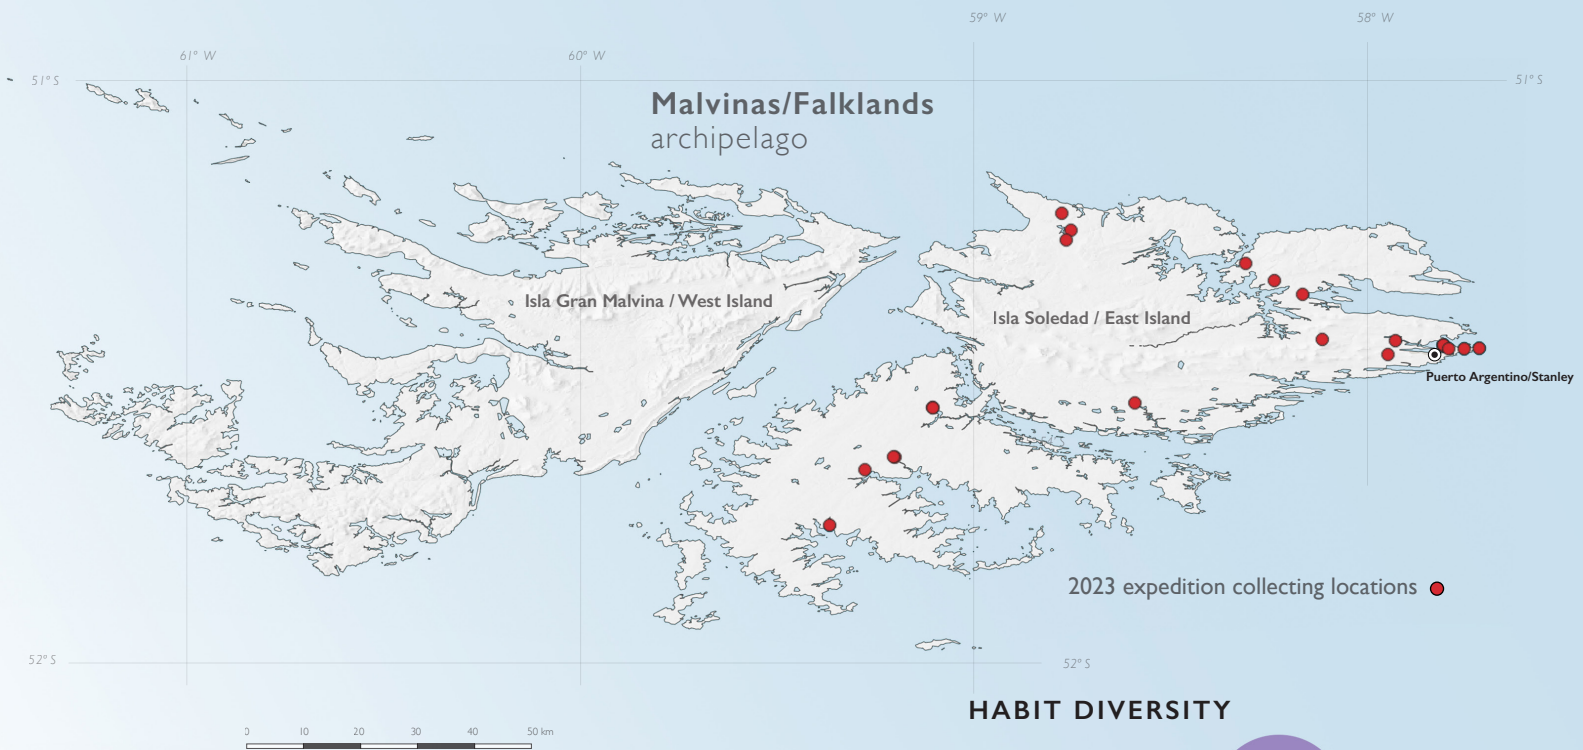 59° W
58° W
61° W
60° W
51° S
51° S
Malvinas/Falklands
archipelago
Isla Gran Malvina / West Island
Isla Soledad / East Island
Puerto Argentino/Stanley
2023 expedition collecting locations
52° S
52° S
HABIT DIVERSITY
0 10 20 30 40 50 km